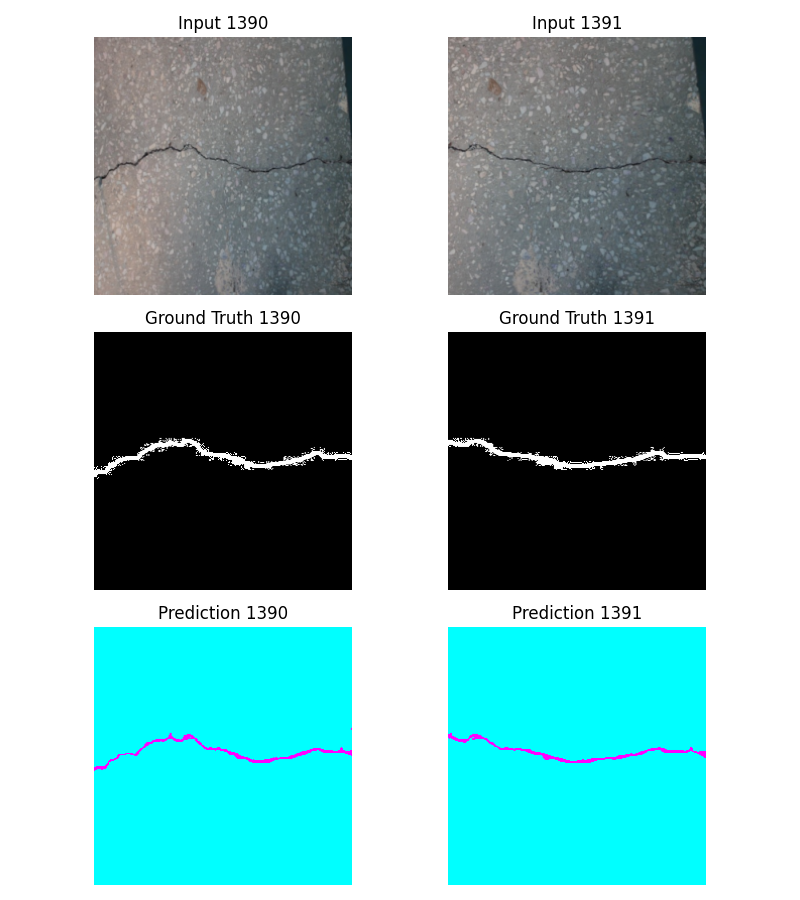 Input 1390
Input 1391
Ground Truth 1390
Ground Truth 1391
Prediction 1390
Prediction 1391